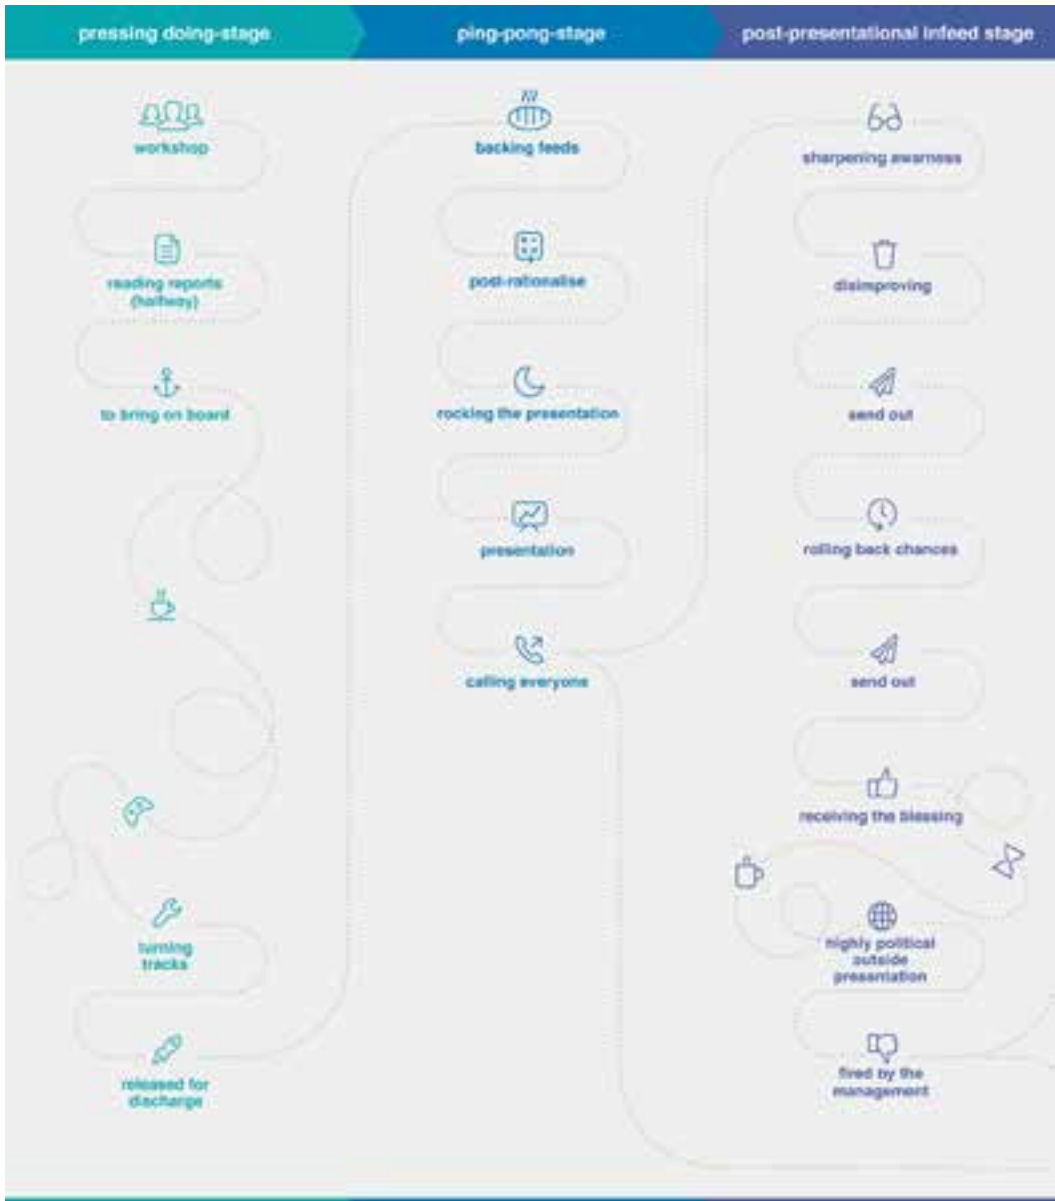 pressing doing-stage
ping-pong-stage
post-presentational infeed stage
workshop
reading reports
(halfway)
to bring on board
turning
tracks
released for
discharge
backing feeds
post-rationalise
rocking the presentation
presentation
calling everyone
sharpening awarness
disimproving
send out
rolling back chances
send out
receiving the blessing
highly political
outside
presentation
fired by the
management